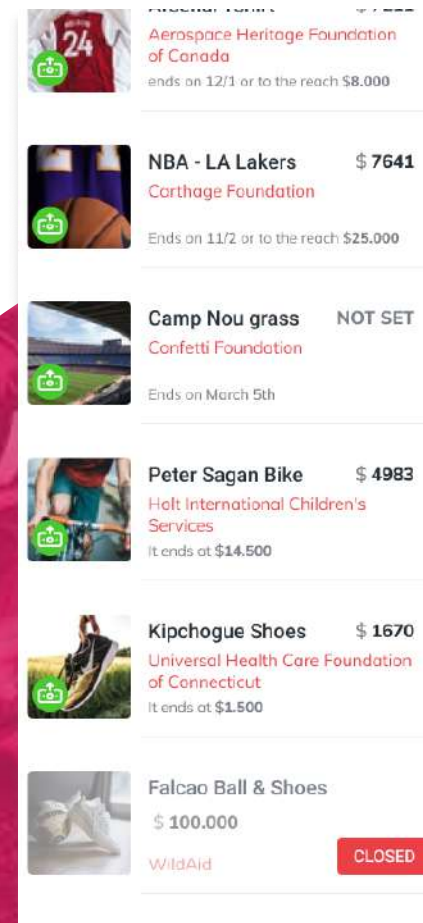 24
Aerospace Heritage Foundation
of Canada
ends on 12/1 or to the reach $8.000
NBA - LA Lakers $ 7641
Carthage Foundation
Ends on 11/2 or to the reach $25.000
Camp Nou grass NOT SET
Confetti Foundation
Ends on March 5th
Peter Sagan Bike $ 4983
Holt International Children's
Services
It ends at $14.500
Kipchogue Shoes $ 1670
Universal Health Care Foundation
of Connecticut
It ends at $1.500
Falcao Ball & Shoes
$ 100.000
WildAid CLOSED